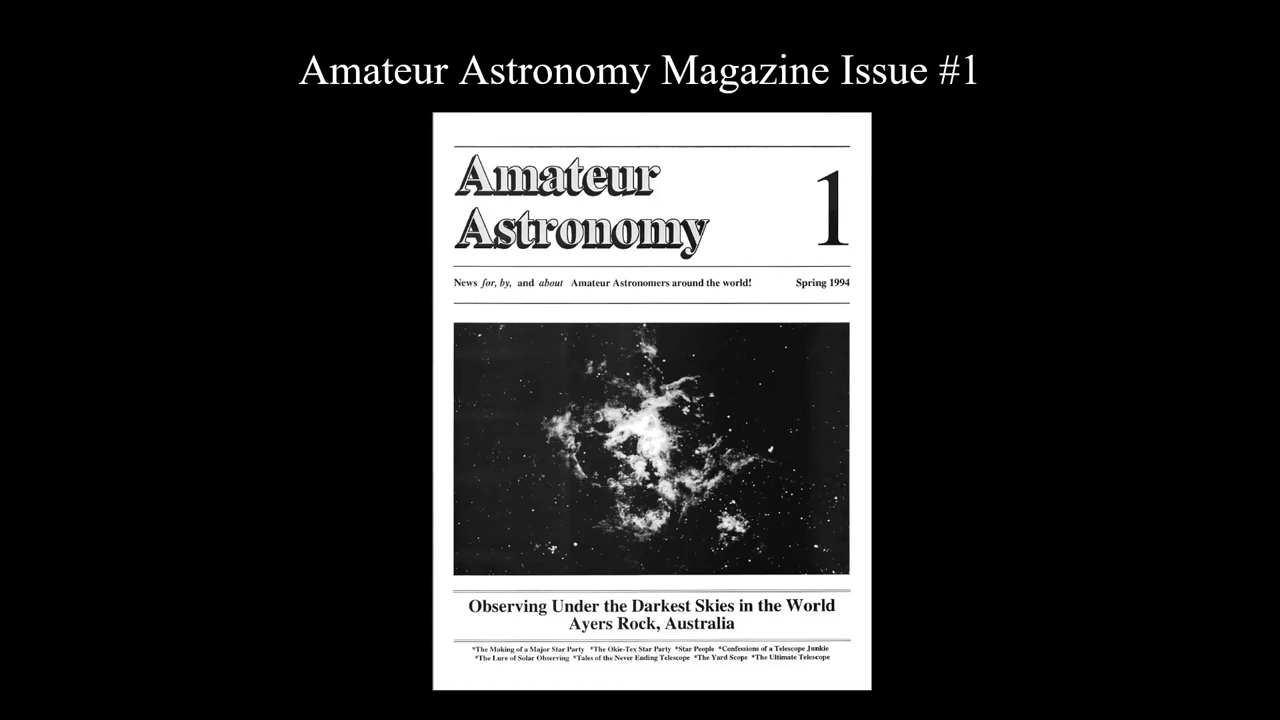 Amateur Astronomy Magazine Issue #1
Amateur
Astronomy
1
News for, by, and about Amateur Astronomers around the world!
Spring 1994
Observing Under the Darkest Skies in the World
Ayers Rock, Australia
*The Making of a Major Star Party *The Okie-Tex Star Party *Star People *Confessions of a Telescope Junkie
*The Lure of Solar Observing *Tales of the Never Ending Telescope *The Yard Scope *The Ultimate Telescope